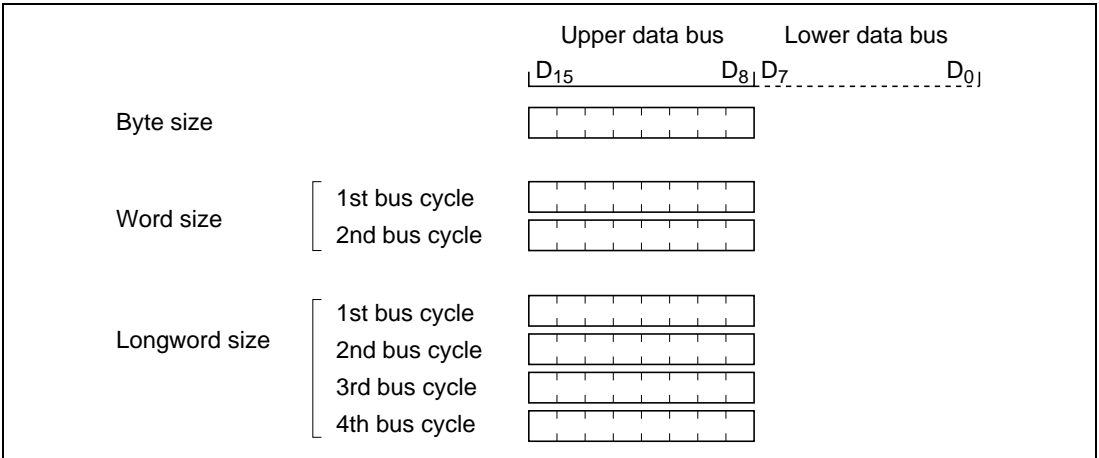 Upper data bus Lower data bus
D15 D8 D7 D0
Byte size
1st bus cycle
Word size
2nd bus cycle
1st bus cycle
Longword size
2nd bus cycle
3rd bus cycle
4th bus cycle